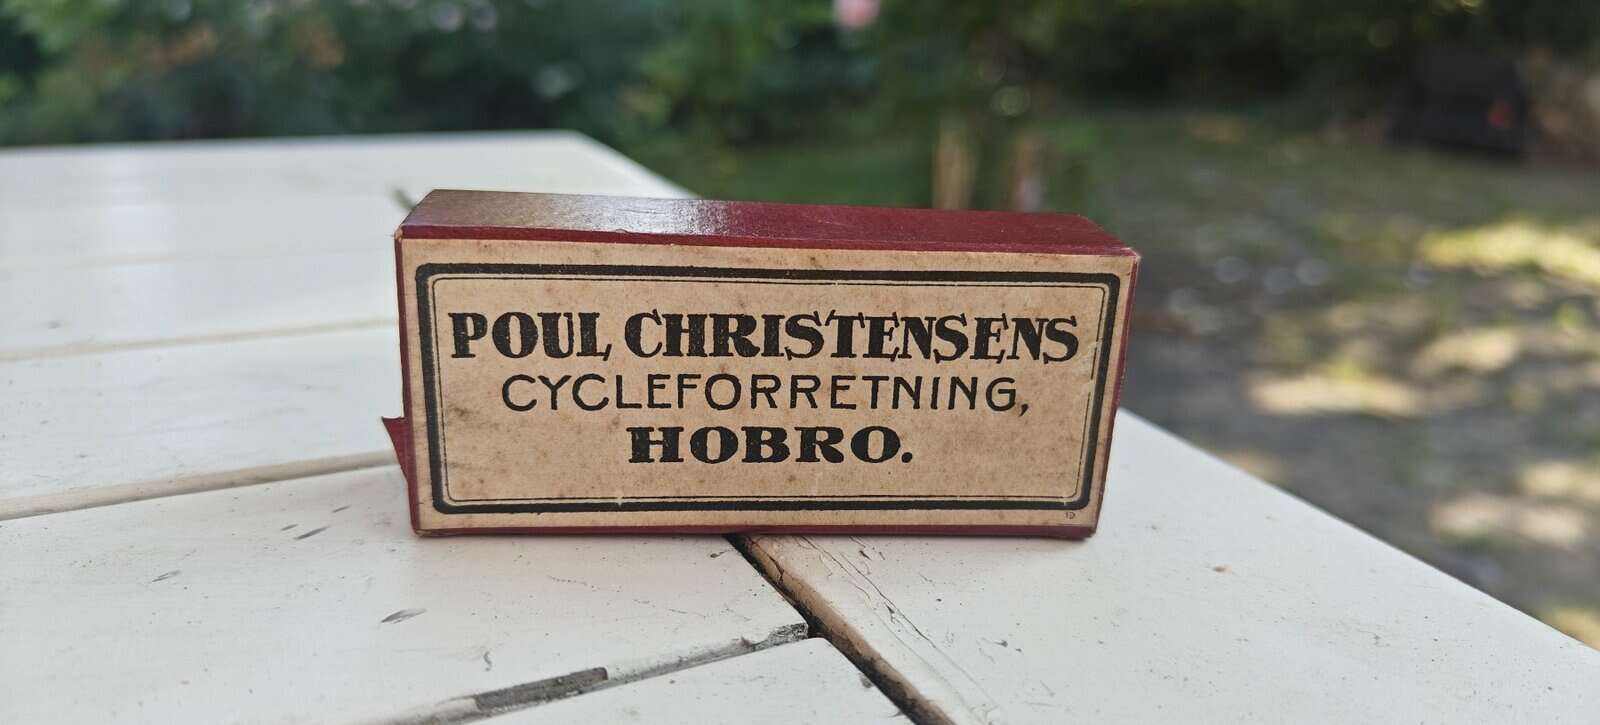 POUL CHRISTENSENS
CYCLEFORRETNING,
HOBRO.